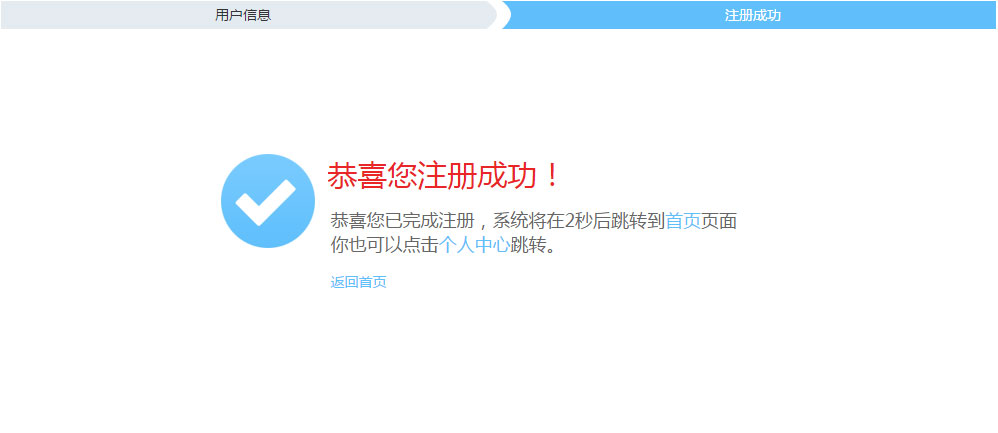 用户信息
注册成功
恭喜您注册成功！
恭喜您已完成注册，系统将在2秒后跳转到首页页面
你也可以点击个人中心跳转。
返回首页